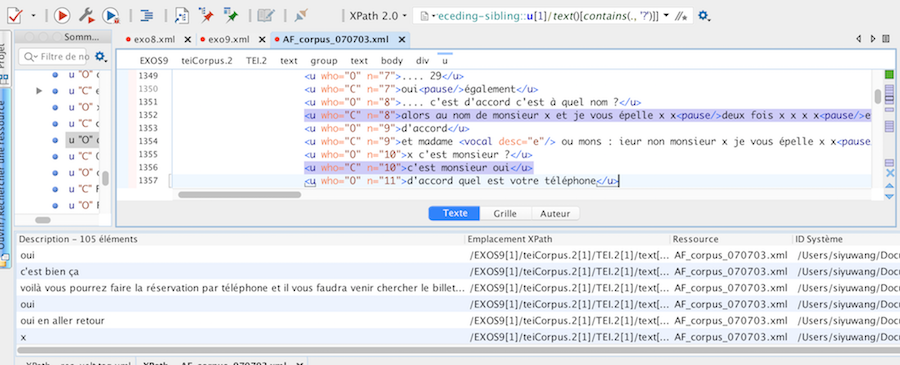 XPath 2.0 eceding-sibling::u[1]/text()[contains(., '?')]]
Somm...
exo8.xml exo9.xml AF_corpus_070703.xml
Filtre de no
EXOS9 teiCorpus.2 TEI.2 text group text body div u
Projet
Ouvrir/Rechercher une ressource
u "O"
u "C"
u "O"
u "C"
u "O"
u "C"
u "O"
u "C"
u "O"
1349 <u who="O" n="7">.... 29</u>
1350 <u who="C" n="7">oui<pause/>également</u>
1351 <u who="O" n="8">.... c'est d'accord c'est à quel nom ?</u>
1352 <u who="C" n="8">alors au nom de monsieur x et je vous épelle x x<pause/>deux fois x x x x<pause/>e
1353 <u who="O" n="9">d'accord</u>
1354 <u who="C" n="9">et madame <vocal desc="e"/> ou mons : ieur non monsieur x je vous épelle x x<pause
1355 <u who="O" n="10">x c'est monsieur ?</u>
1356 <u who="C" n="10">c'est monsieur oui</u>
1357 <u who="O" n="11">d'accord quel est votre téléphone</u>
Texte Grille Auteur
Description – 105 éléments Emplacement XPath Ressource ID Système
oui /EXOS9[1]/teiCorpus.2[1]/TEI.2[1]/text[... AF_corpus_070703.xml /Users/siyuwang/Docu
c'est bien ça /EXOS9[1]/teiCorpus.2[1]/TEI.2[1]/text[... AF_corpus_070703.xml /Users/siyuwang/Docu
voilà vous pourrez faire la réservation par téléphone et il vous faudra venir chercher le billet... /EXOS9[1]/teiCorpus.2[1]/TEI.2[1]/text[... AF_corpus_070703.xml /Users/siyuwang/Docu
oui /EXOS9[1]/teiCorpus.2[1]/TEI.2[1]/text[... AF_corpus_070703.xml /Users/siyuwang/Docu
oui en aller retour /EXOS9[1]/teiCorpus.2[1]/TEI.2[1]/text[... AF_corpus_070703.xml /Users/siyuwang/Docu
x /EXOS9[1]/teiCorpus.2[1]/TEI.2[1]/text[... AF_corpus_070703.xml /Users/siyuwang/Docu